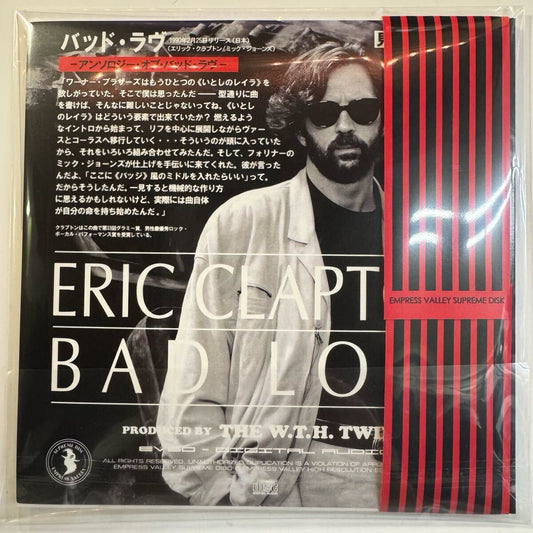 バッド・ラヴ
1990年2月25日リリース《日本》
（エリック・クラプトン,ミック・ジョーンズ）
－アンソロジー・オブ・バッド・ラヴ－
「ワーナー・ブラザーズはもうひとつの《いとしのレイラ》を
欲しがっていた。そこで僕は思ったんだ ── 型通りに曲
を書けば、そんなに難しいことじゃないってね。《いとし
のレイラ》はどういう要素で出来ていたか？ 燃えるよう
なイントロから始まって、リフを中心に展開しながらヴァー
スとコーラスへ移行していく・・・そういうのが頭に入っていた
から、それをいろいろ組み合わせてみたんだ。そして、フォリナーの
ミック・ジョーンズが仕上げを手伝いに来てくれた。彼が言った
んだよ、「ここに《バッジ》風のミドルを入れたらいい」って。
だからそうしたんだ。一見すると機械的な作り方
に思えるかもしれないけど、実際には曲自体
が自分の命を持ち始めたんだ。」
クラプトンはこの曲で第33回グラミー賞、男性最優秀ロック・
ボーカル・パフォーマンス賞を受賞している。
ERIC CLAPT
BAD LO
EMPRESS VALLEY SUPREME DISK
PRODUCED BY THE W.T.H. TWI
EVSD · DIGITAL AUDIO
ALL RIGHTS RESERVED. UNAUTHORIZED DUPLICATION IS A VIOLATION OF
EMPRESS VALLEY SUPREME DISC & EMPRESS VALLEY HIGH RESOLUTION
disc